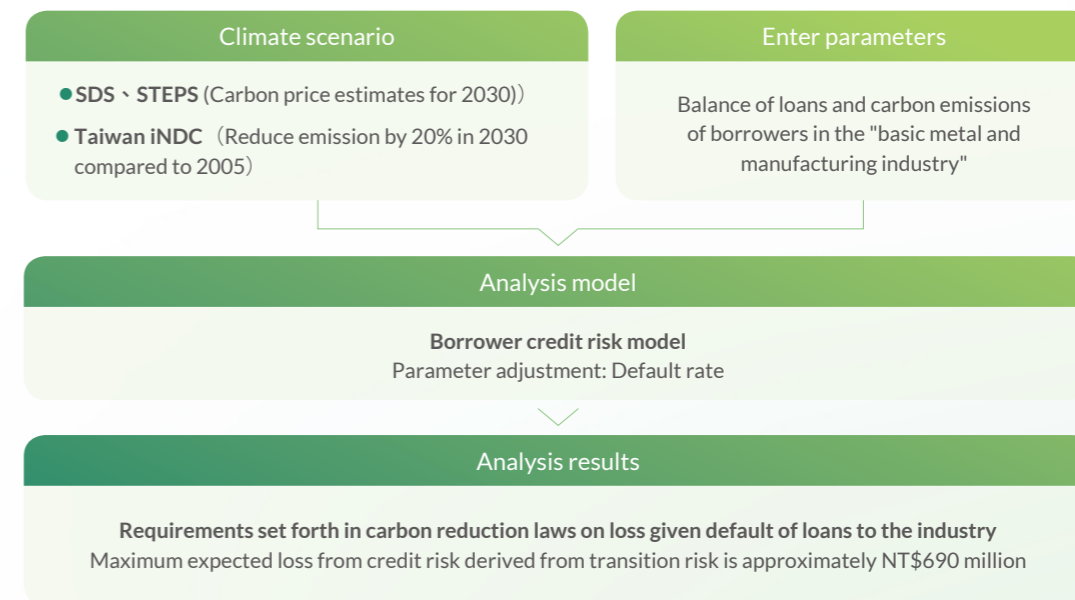 Climate scenario
SDS、STEPS (Carbon price estimates for 2030)）
Taiwan iNDC （Reduce emission by 20% in 2030
compared to 2005）
Enter parameters
Balance of loans and carbon emissions
of borrowers in the "basic metal and
manufacturing industry"
Analysis model
Borrower credit risk model
Parameter adjustment: Default rate
Analysis results
Requirements set forth in carbon reduction laws on loss given default of loans to the industry
Maximum expected loss from credit risk derived from transition risk is approximately NT$690 million